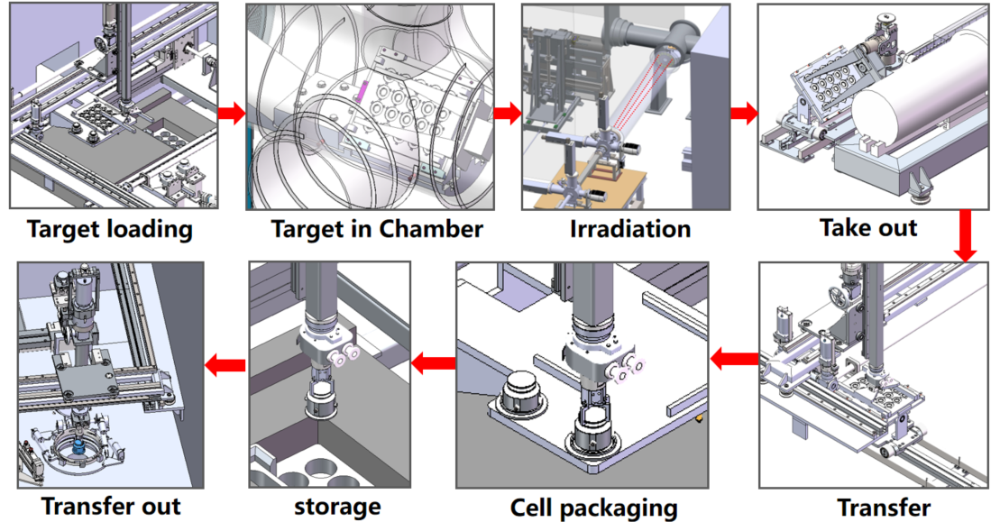 Target loading
Target in Chamber
Irradiation
Take out
Transfer out
storage
Cell packaging
Transfer